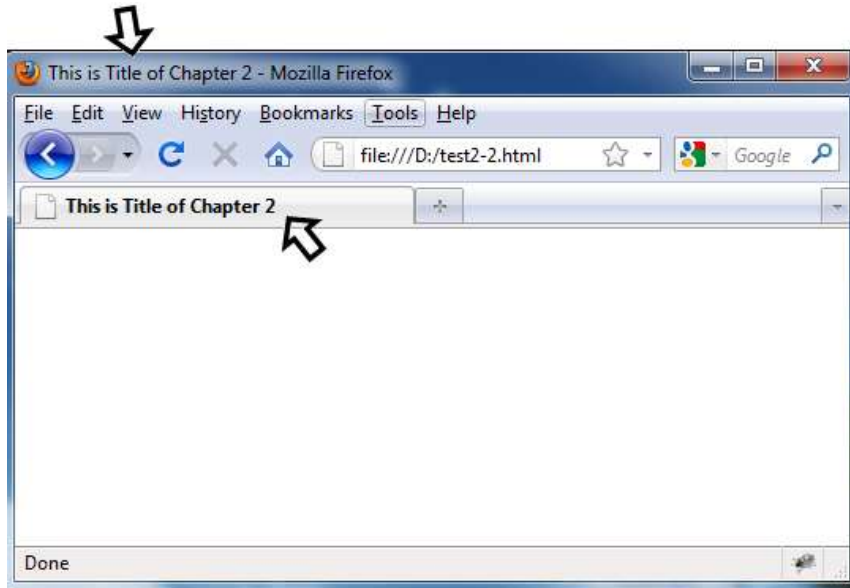 This is Title of Chapter 2 - Mozilla Firefox
File Edit View History Bookmarks Tools Help
file:///D:/test2-2.html Google
This is Title of Chapter 2
Done